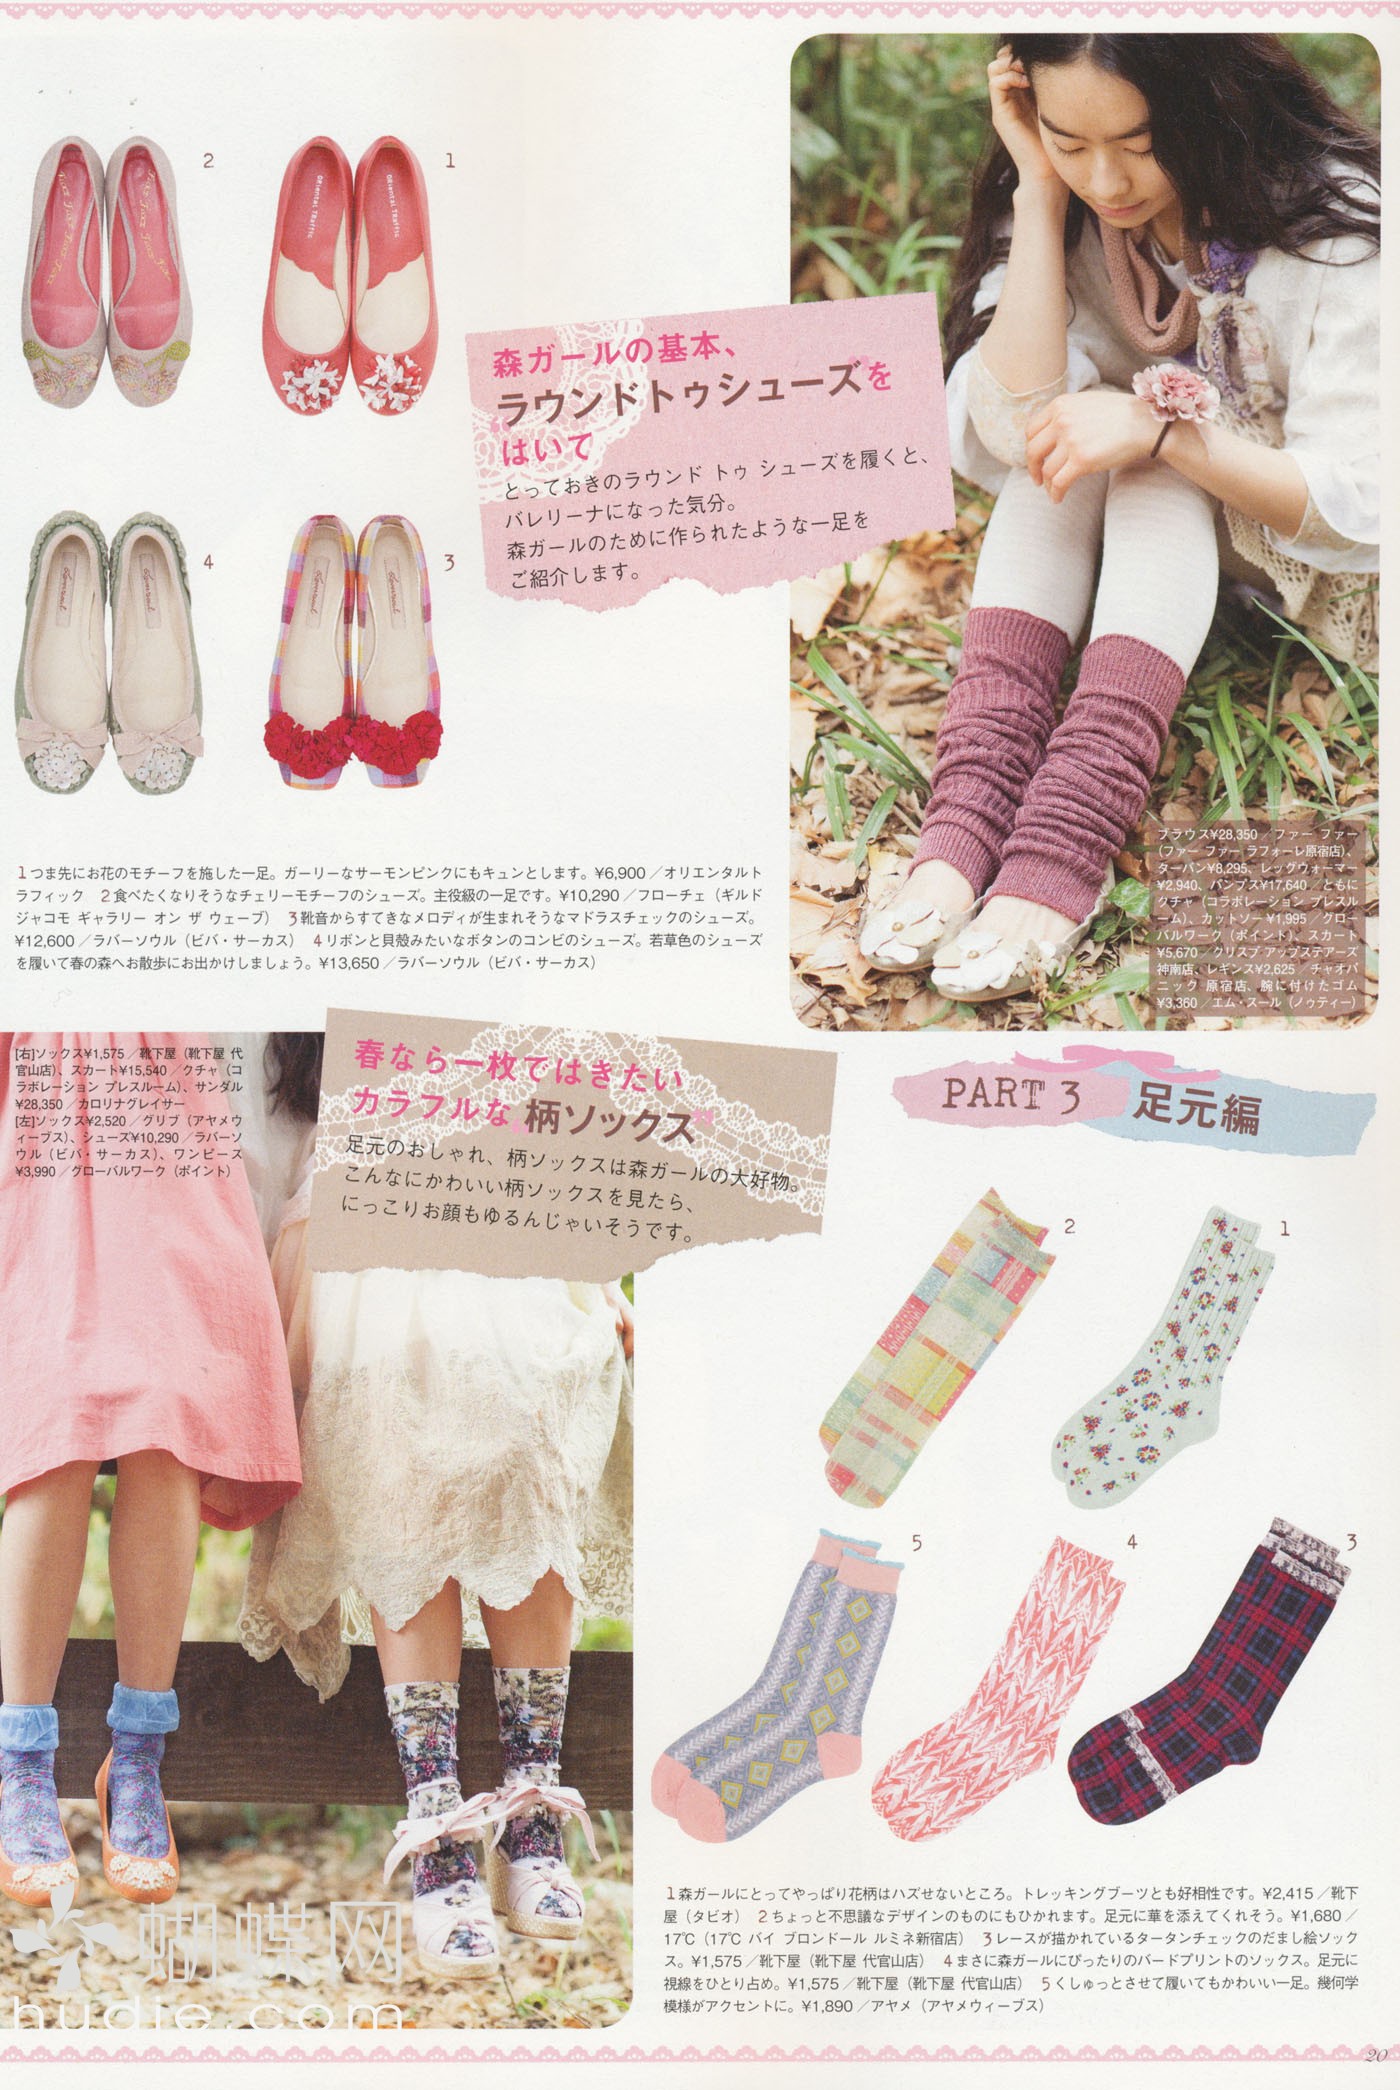 2
1
ORiental TRaffic
ORiental TRaffic
森ガールの基本、
“ラウンドトゥシューズ”を
はいて
とっておきのラウンド トゥ シューズを履くと、
バレリーナになった気分。
森ガールのために作られたような一足を
ご紹介します。
4
3
ブラウス¥28,350／ファー ファー
（ファー ファー ラフォーレ原宿店）、
ターバン¥8,295、レッグウォーマー
¥2,940、パンプス¥17,640／ともに
クチャ（コラボレーション プレスル
ーム）、カットソー¥1,995／グロー
バルワーク（ポイント）、スカート
¥5,670／クリスプ アップステアーズ
神南店、レギンス¥2,625／チャオパ
ニック 原宿店、腕に付けたゴム
¥3,360／エム・スール（ノゥティー）
1つま先にお花のモチーフを施した一足。ガーリーなサーモンピンクにもキュンとします。¥6,900／オリエンタルト
ラフィック　2食べたくなりそうなチェリーモチーフのシューズ。主役級の一足です。¥10,290／フローチェ（ギルド
ジャコモ ギャラリー オン ザ ウェーブ）　3靴音からすてきなメロディが生まれそうなマドラスチェックのシューズ。
¥12,600／ラバーソウル（ビバ・サーカス）　4リボンと貝殻みたいなボタンのコンビのシューズ。若草色のシューズ
を履いて春の森へお散歩にお出かけしましょう。¥13,650／ラバーソウル（ビバ・サーカス）
[右]ソックス¥1,575／靴下屋（靴下屋 代
官山店）、スカート¥15,540／クチャ（コ
ラボレーション プレスルーム）、サンダル
¥28,350／カロリナグレイサー
[左]ソックス¥2,520／グリブ（アヤメウ
ィーブス）、シューズ¥10,290／ラバーソ
ウル（ビバ・サーカス）、ワンピース
¥3,990／グローバルワーク（ポイント）
春なら一枚ではきたい
カラフルな“柄ソックス”
足元のおしゃれ、柄ソックスは森ガールの大好物。
こんなにかわいい柄ソックスを見たら、
にっこりお顔もゆるんじゃいそうです。
PART 3 足元編
2
1
5
4
3
1森ガールにとってやっぱり花柄はハズせないところ。トレッキングブーツとも好相性です。¥2,415／靴下
屋（タビオ）　2ちょっと不思議なデザインのものにもひかれます。足元に華を添えてくれそう。¥1,680／
17℃（17℃ バイ ブロンドール ルミネ新宿店）　3レースが描かれているタータンチェックのだまし絵ソック
ス。¥1,575／靴下屋（靴下屋 代官山店）　4まさに森ガールにぴったりのバードプリントのソックス。足元に
視線をひとり占め。¥1,575／靴下屋（靴下屋 代官山店）　5くしゅっとさせて履いてもかわいい一足。幾何学
模様がアクセントに。¥1,890／アヤメ（アヤメウィーブス）
蝴蝶网
hudie.com
20